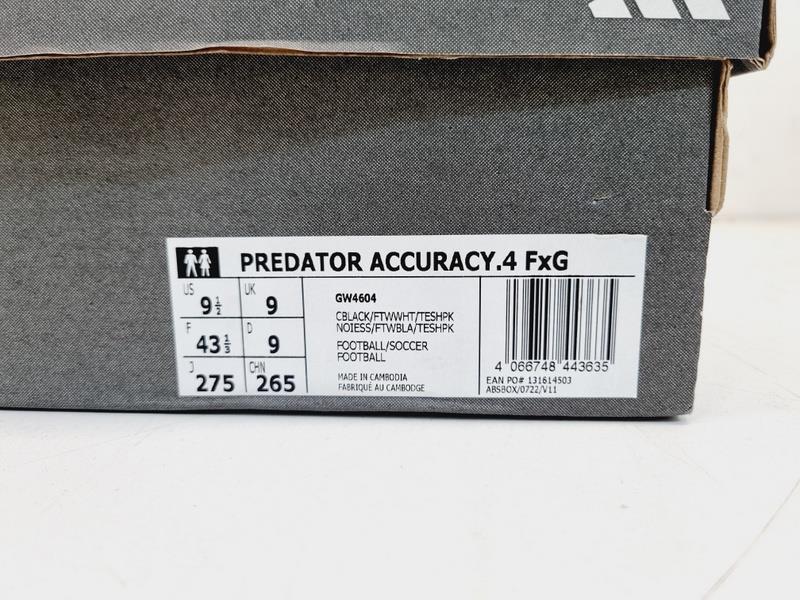 PREDATOR ACCURACY.4 FxG
US 9 1/2
UK 9
F 43 1/3
D 9
J 275
CHN 265
GW4604
CBLACK/FTWWHT/TESHPK
NOIESS/FTWBLA/TESHPK
FOOTBALL/SOCCER
FOOTBALL
MADE IN CAMBODIA
FABRIQUÉ AU CAMBODGE
4 066748 443635
EAN PO# 131614503
ABSBOX/0722/V11